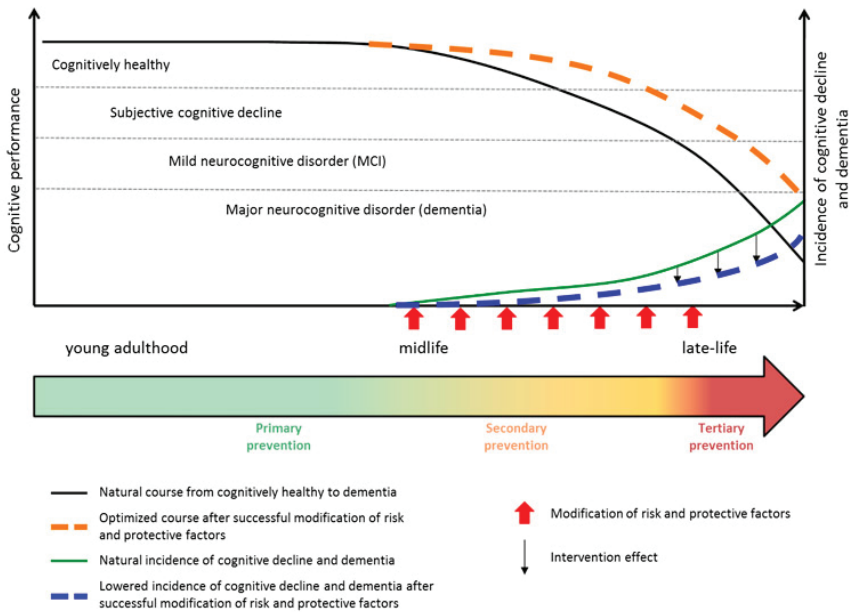 Cognitive performance
Incidence of cognitive decline
and dementia
Cognitively healthy
Subjective cognitive decline
Mild neurocognitive disorder (MCI)
Major neurocognitive disorder (dementia)
young adulthood
midlife
late-life
Primary
prevention
Secondary
prevention
Tertiary
prevention
Natural course from cognitively healthy to dementia
Optimized course after successful modification of risk
and protective factors
Natural incidence of cognitive decline and dementia
Lowered incidence of cognitive decline and dementia after
successful modification of risk and protective factors
Modification of risk and protective factors
Intervention effect